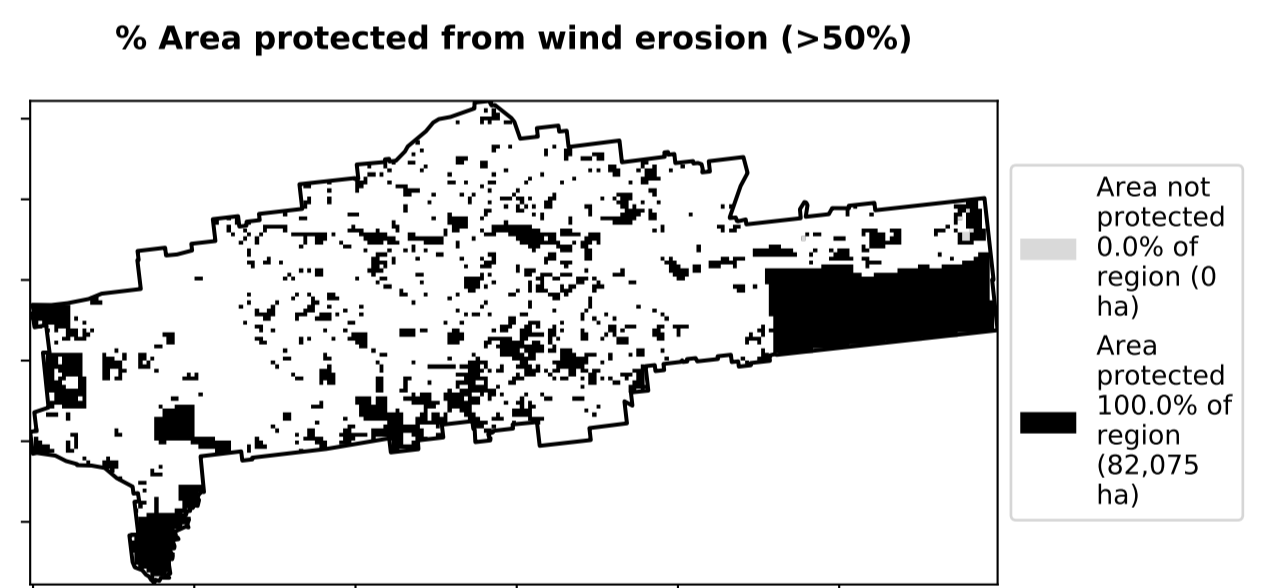 % Area protected from wind erosion (>50%)
Area not
protected
0.0% of
region (0
ha)
Area
protected
100.0% of
region
(82,075
ha)